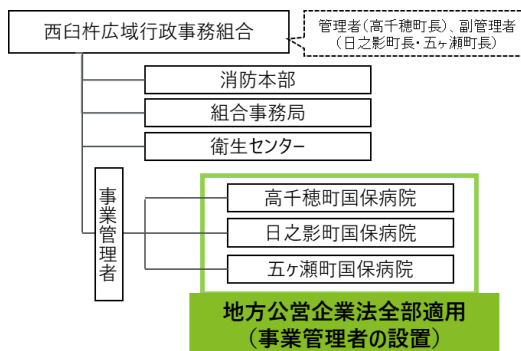 西臼杵広域行政事務組合
管理者(高千穂町長)、副管理者
(日之影町長・五ヶ瀬町長)
消防本部
組合事務局
衛生センター
事業管理者
高千穂町国保病院
日之影町国保病院
五ヶ瀬町国保病院
地方公営企業法全部適用
(事業管理者の設置)